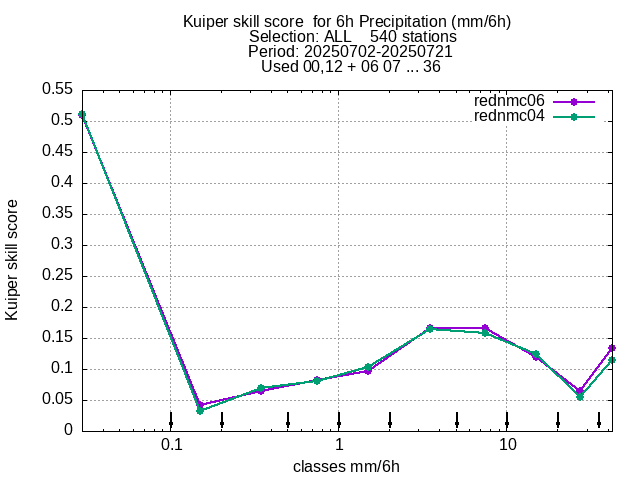 Kuiper skill score  for 6h Precipitation (mm/6h)
Selection: ALL    540 stations
Period: 20250702-20250721
Used 00,12 + 06 07 ... 36
rednmc06
rednmc04
0.55
0.5
0.45
0.4
0.35
0.3
0.25
0.2
0.15
0.1
0.05
0
Kuiper skill score
0.1 1 10
classes mm/6h